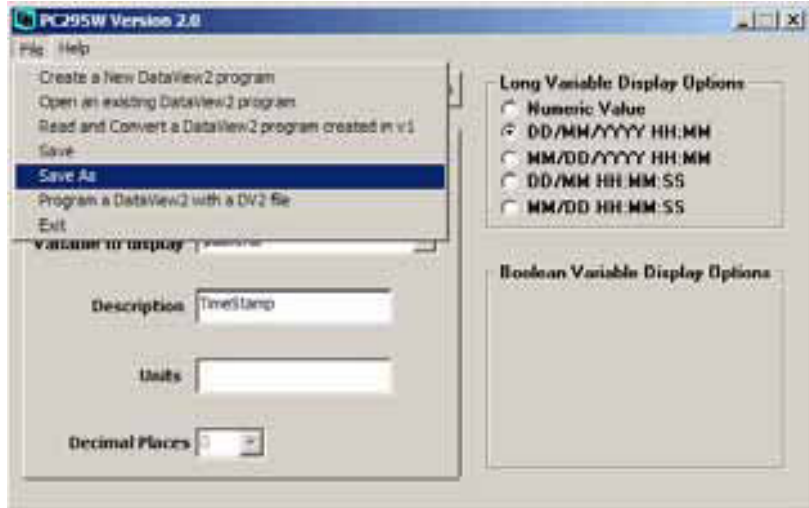 PC295W Version 2.0
File Help
Create a New DataView2 program
Open an existing DataView2 program
Read and Convert a DataView2 program created in v1
Save
Save As
Program a DataView2 with a DV2 file
Exit
Variable to display
Description TimeStamp
Units
Decimal Places
Long Variable Display Options
Numeric Value
DD/MM/YYYY HH:MM
MM/DD/YYYY HH:MM
DD/MM HH:MM:SS
MM/DD HH:MM:SS
Boolean Variable Display Options